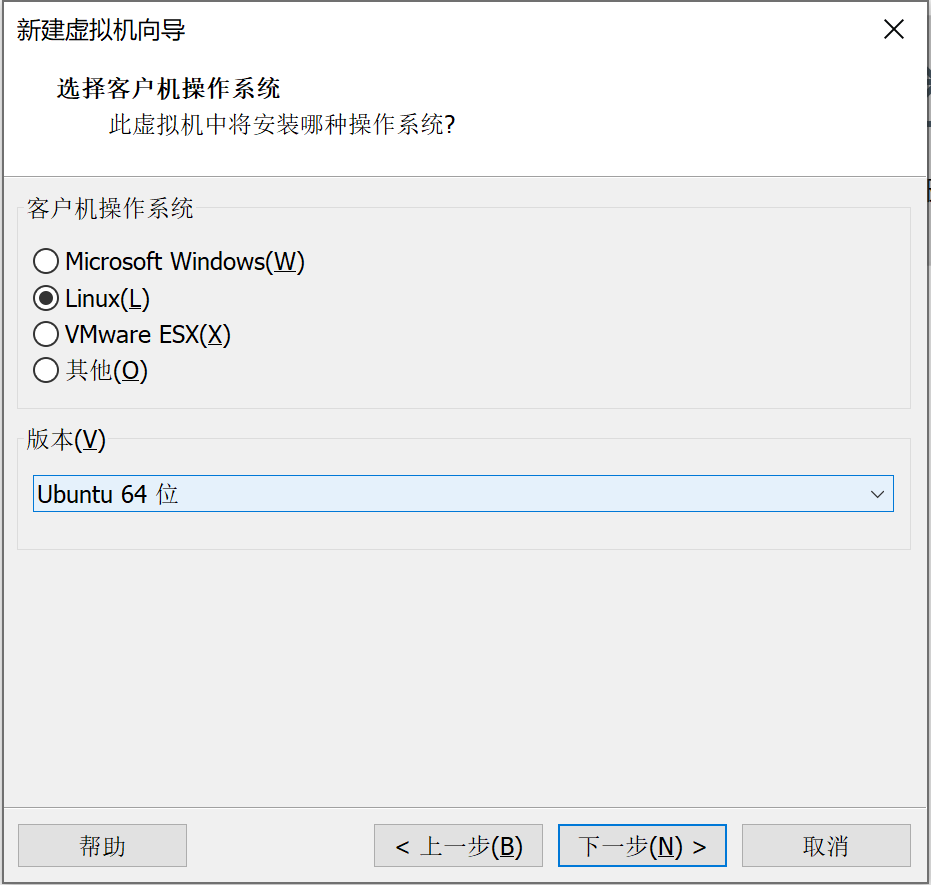 新建虚拟机向导
选择客户机操作系统
此虚拟机中将安装哪种操作系统?
客户机操作系统
Microsoft Windows(W)
Linux(L)
VMware ESX(X)
其他(O)
版本(V)
Ubuntu 64 位
帮助
< 上一步(B)
下一步(N) >
取消